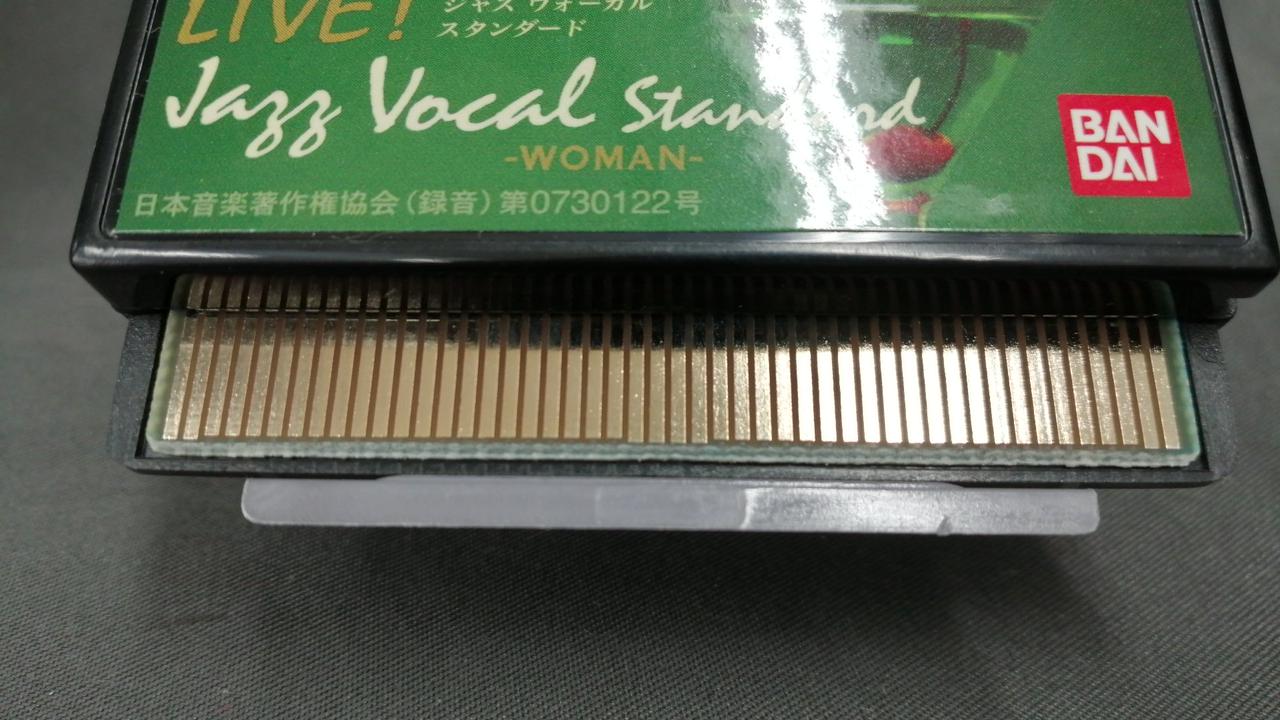 LIVE!
ジャズ ヴォーカル
スタンダード
Jazz Vocal Standard
-WOMAN-
日本音楽著作権協会(録音)第0730122号
BAN
DAI